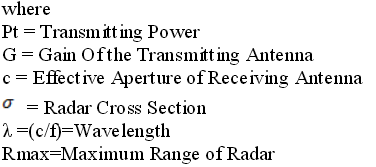 where
Pt = Transmitting Power
G = Gain Of the Transmitting Antenna
c = Effective Aperture of Receiving Antenna
σ = Radar Cross Section
λ =(c/f)=Wavelength
Rmax=Maximum Range of Radar